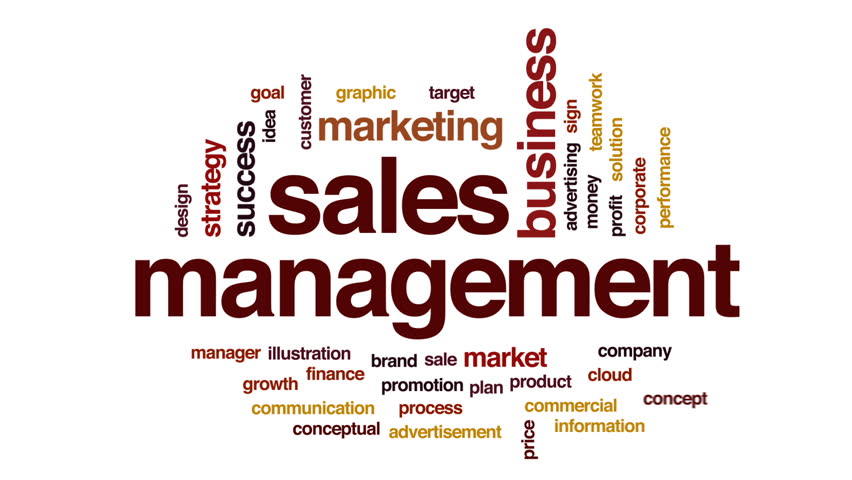 goal
graphic
target
customer
idea
marketing
business
sign
teamwork
design
strategy
success
sales
advertising
money
solution
profit
corporate
performance
management
manager
illustration
brand
sale
market
company
growth
finance
promotion
plan
product
cloud
communication
process
commercial
concept
conceptual
advertisement
price
information